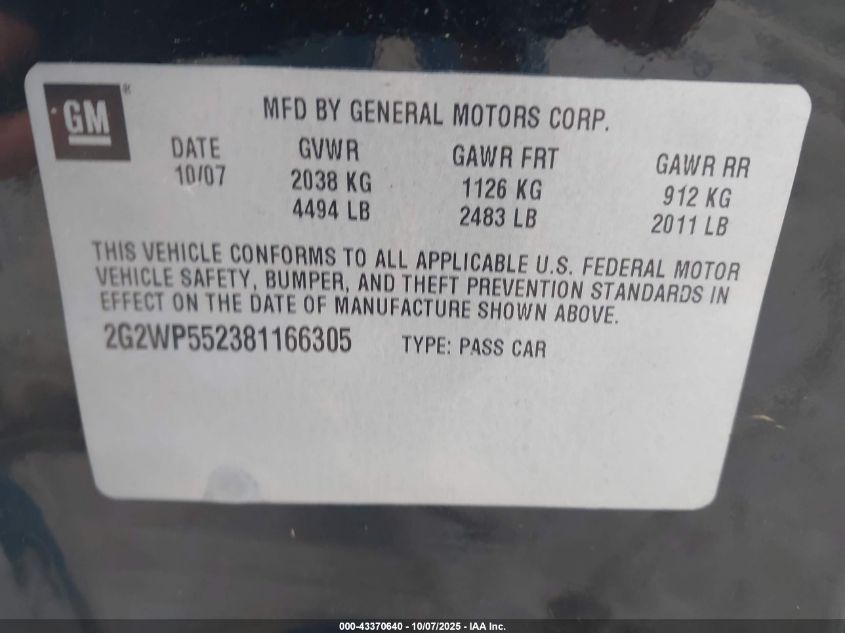 GM®
MFD BY GENERAL MOTORS CORP.
DATE GVWR GAWR FRT GAWR RR
10/07 2038 KG 1126 KG 912 KG
4494 LB 2483 LB 2011 LB
THIS VEHICLE CONFORMS TO ALL APPLICABLE U.S. FEDERAL MOTOR
VEHICLE SAFETY, BUMPER, AND THEFT PREVENTION STANDARDS IN
EFFECT ON THE DATE OF MANUFACTURE SHOWN ABOVE.
2G2WP552381166305 TYPE: PASS CAR
000-43370640 - 10/07/2025 - IAA Inc.